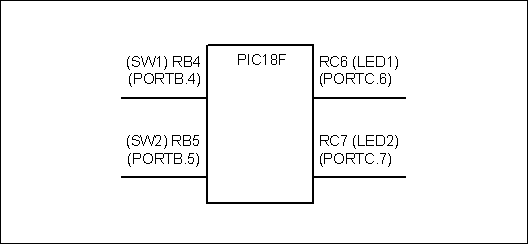 (SW1) RB4
(PORTB.4)
PIC18F
RC6 (LED1)
(PORTC.6)
(SW2) RB5
(PORTB.5)
RC7 (LED2)
(PORTC.7)